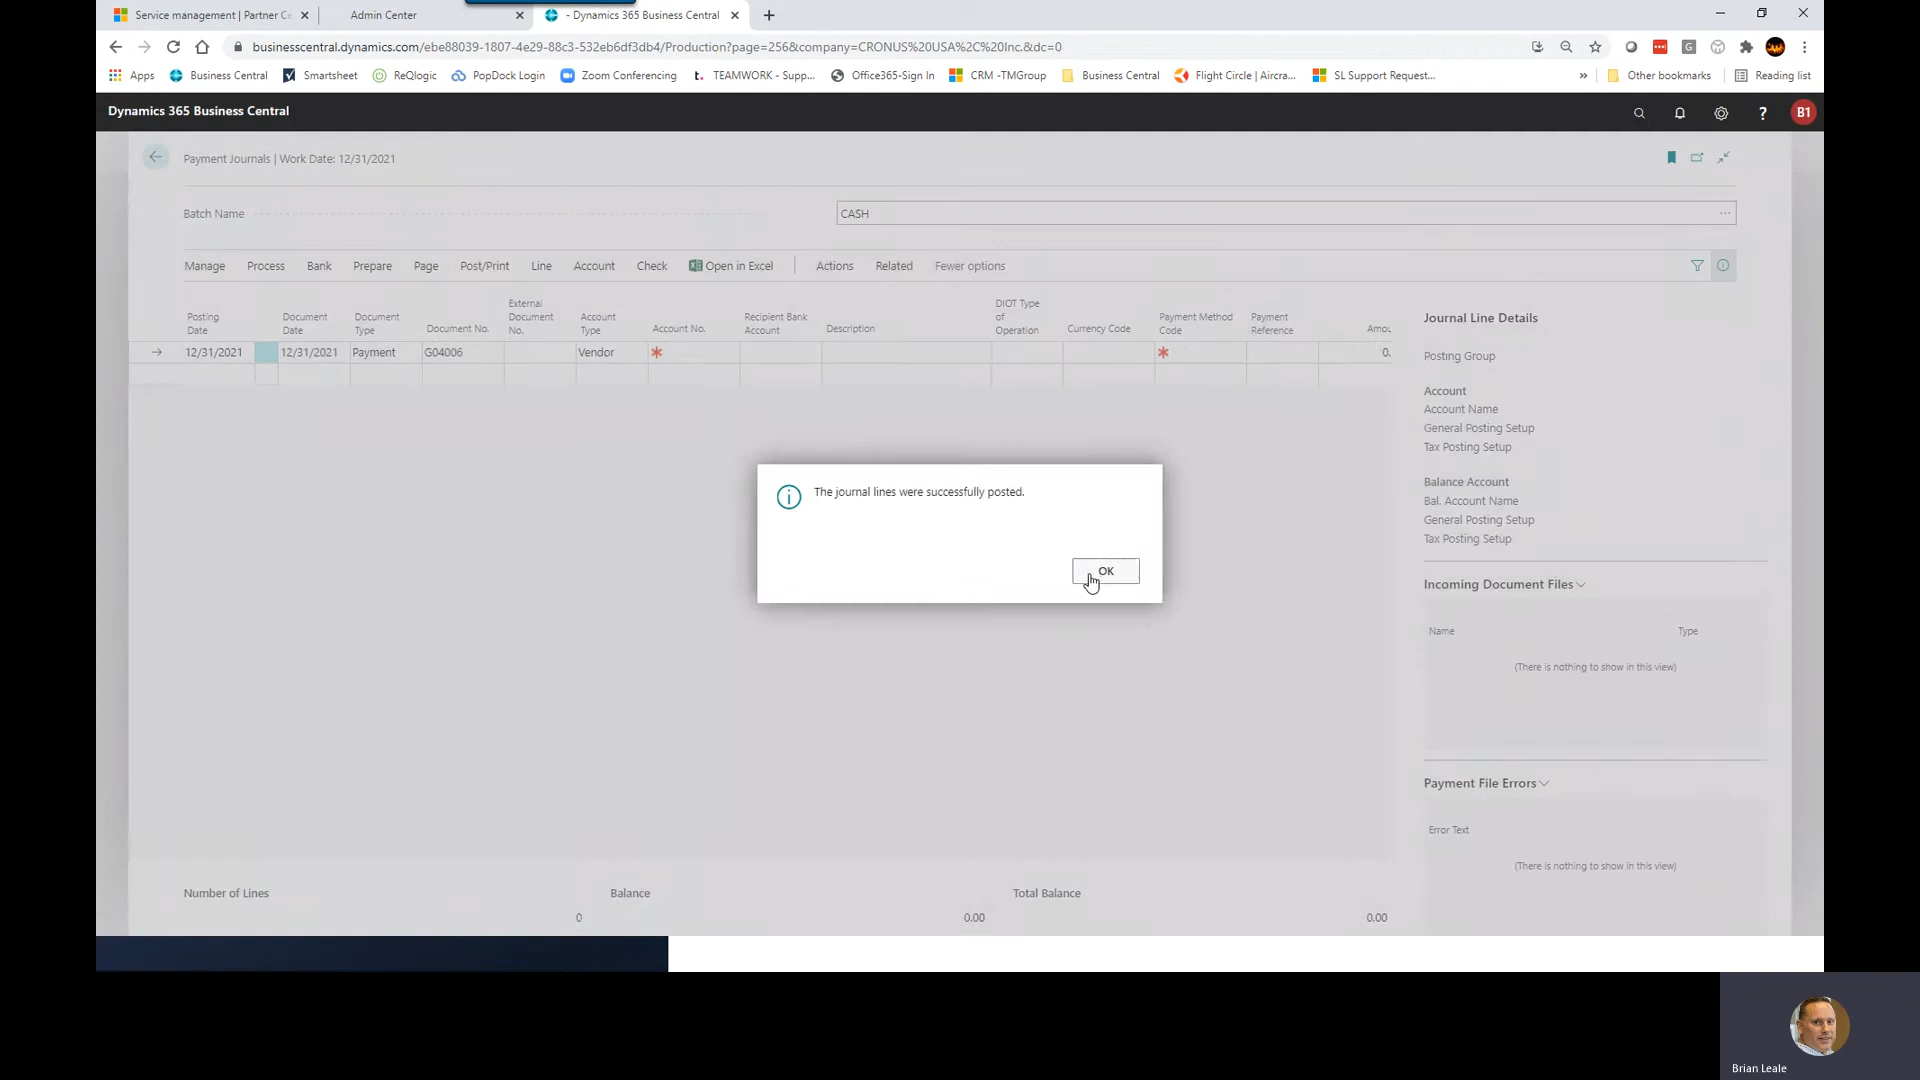 Service management | Partner Ce
Admin Center
- Dynamics 365 Business Central
businesscentral.dynamics.com/ebe88039-1807-4e29-88c3-532eb6df3db4/Production?page=256&company=CRONUS%20USA%2C%20Inc.&dc=0
Apps Business Central Smartsheet ReQlogic PopDock Login Zoom Conferencing TEAMWORK - Supp... Office365-Sign In CRM -TMGroup Business Central Flight Circle | Aircra... SL Support Request... » Other bookmarks Reading list
Dynamics 365 Business Central
? B1
Payment Journals | Work Date: 12/31/2021
Batch Name CASH ...
Manage Process Bank Prepare Page Post/Print Line Account Check Open in Excel Actions Related Fewer options
Posting Date
Document Date
Document Type
Document No.
External Document No.
Account Type
Account No.
Recipient Bank Account
Description
DIOT Type of Operation
Currency Code
Payment Method Code
Payment Reference
Amou
12/31/2021 12/31/2021 Payment G04006 Vendor * * 0.
Journal Line Details
Posting Group
Account
Account Name
General Posting Setup
Tax Posting Setup
Balance Account
Bal. Account Name
General Posting Setup
Tax Posting Setup
The journal lines were successfully posted.
OK
Incoming Document Files
Name Type
(There is nothing to show in this view)
Payment File Errors
Error Text
(There is nothing to show in this view)
Number of Lines Balance Total Balance
0 0.00 0.00
Brian Leale